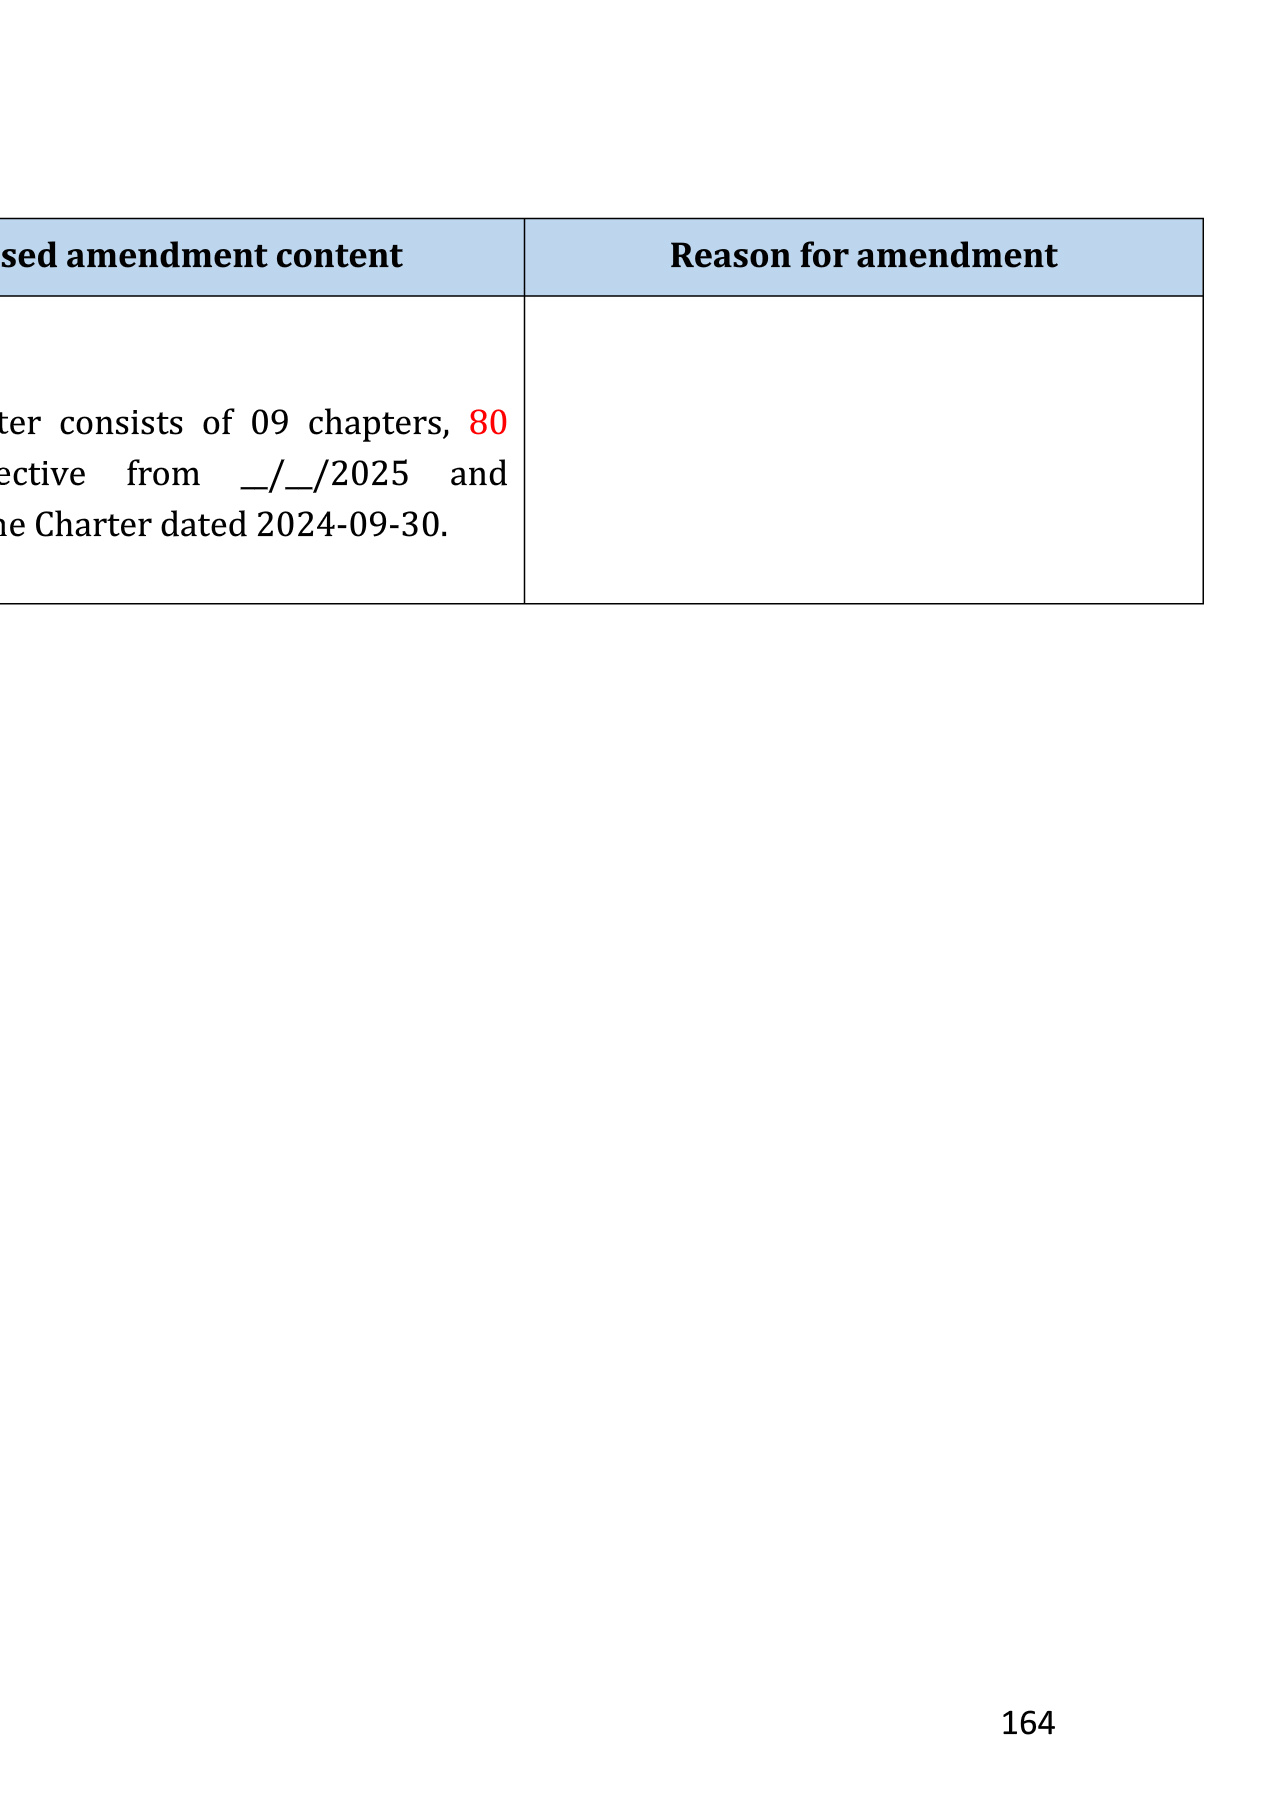 sed amendment content
Reason for amendment
ter consists of 09 chapters, 80
ective from __/__/2025 and
he Charter dated 2024-09-30.
164